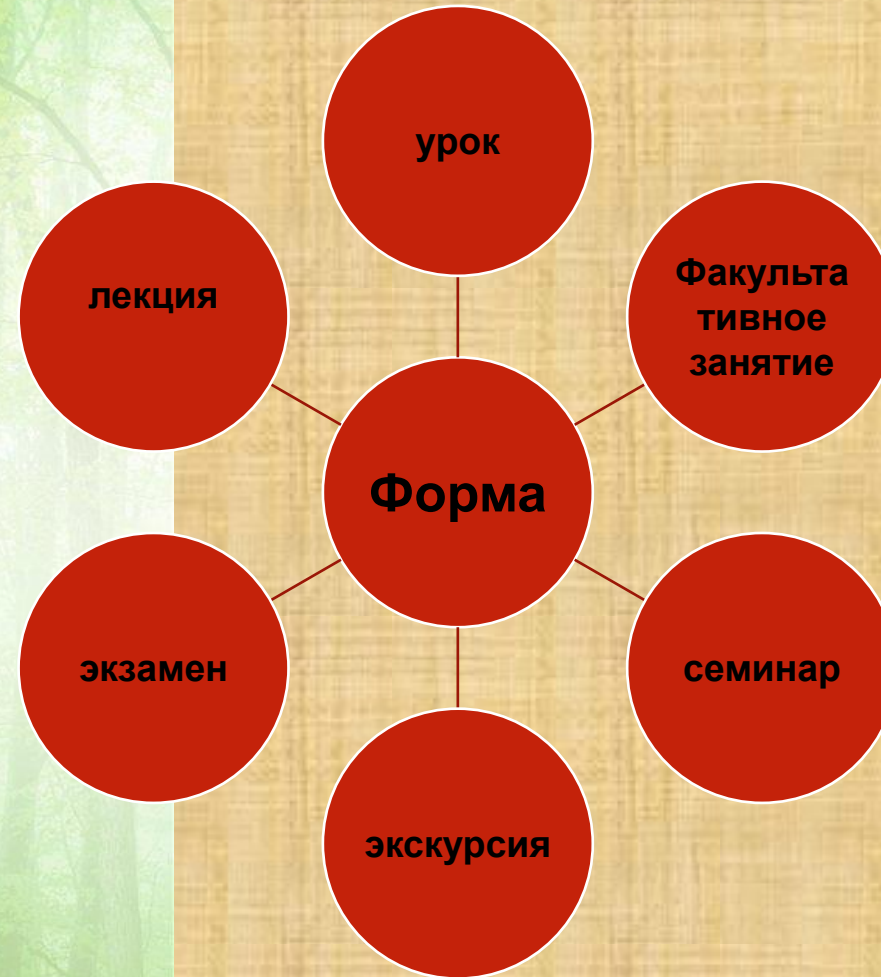 урок
лекция
Факульта
тивное
занятие
Форма
экзамен
семинар
экскурсия